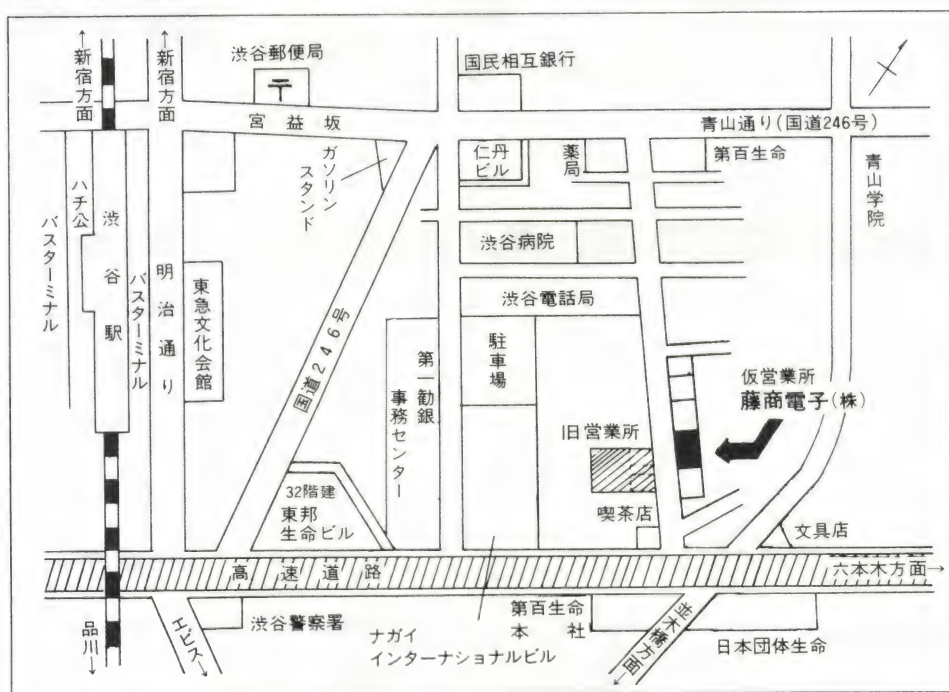 ←新宿方面
←新宿方面
渋谷郵便局
〒
国民相互銀行
宮益坂
青山通り(国道246号)
ガソリン
スタンド
仁丹
ビル
薬局
第百生命
青山学院
バスターミナル
ハチ公
渋谷駅
バスターミナル
明治通り
東急文化会館
渋谷病院
渋谷電話局
国道246号
第一勧銀
事務センター
駐車場
仮営業所
藤商電子(株)
旧営業所
32階建
東邦
生命ビル
喫茶店
文具店
高速道路
六本木方面→
品川→
エビス→
渋谷警察署
ナガイ
インターナショナルビル
第百生命
本社
並木橋方面→
日本団体生命